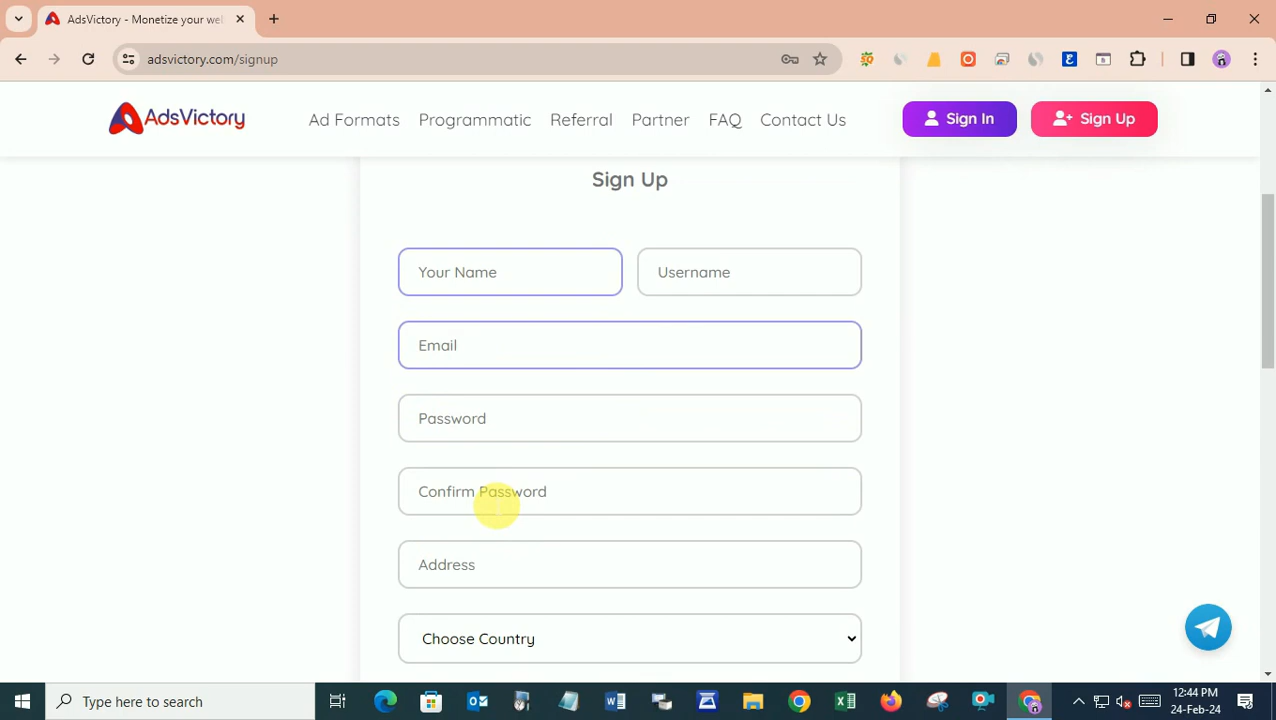 AdsVictory - Monetize your wel
adsvictory.com/signup
AdsVictory
Ad Formats
Programmatic
Referral
Partner
FAQ
Contact Us
Sign In
Sign Up
Sign Up
Your Name
Username
Email
Password
Confirm Password
Address
Choose Country
Type here to search
12:44 PM
24-Feb-24